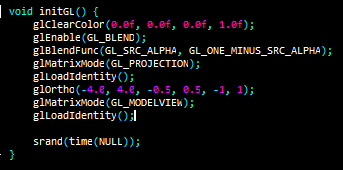 void initGL() {
glClearColor(0.0f, 0.0f, 0.0f, 1.0f);
glEnable(GL_BLEND);
glBlendFunc(GL_SRC_ALPHA, GL_ONE_MINUS_SRC_ALPHA);
glMatrixMode(GL_PROJECTION);
glLoadIdentity();
glOrtho(-4.0, 4.0, -0.5, 0.5, -1, 1);
glMatrixMode(GL_MODELVIEW);
glLoadIdentity();
srand(time(NULL));
}